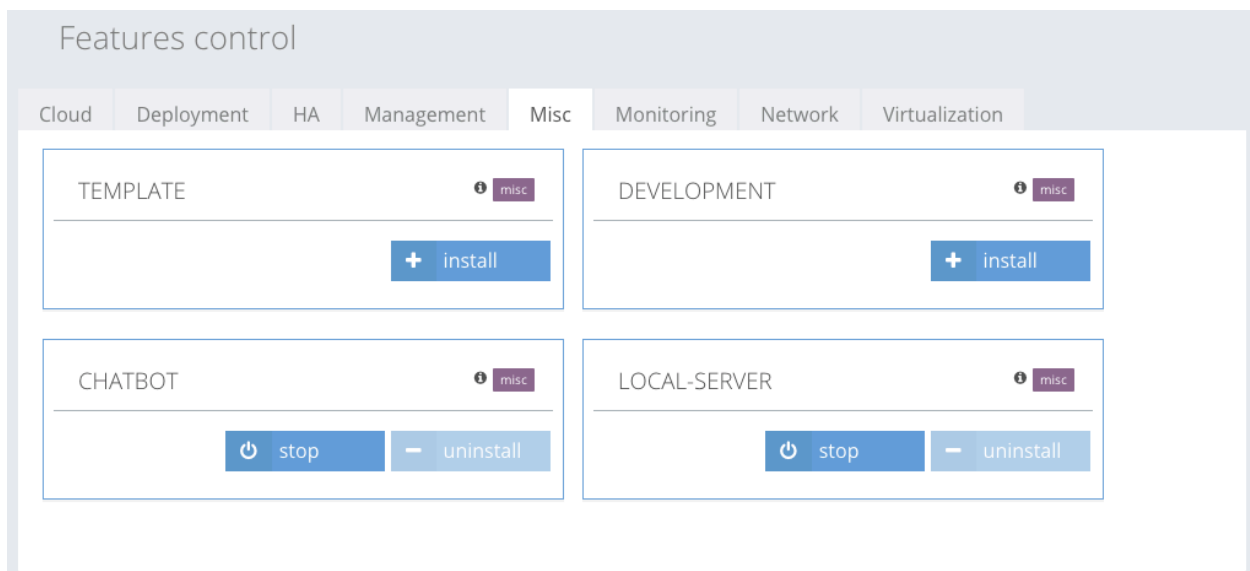 Features control
Cloud Deployment HA Management Misc Monitoring Network Virtualization
TEMPLATE misc DEVELOPMENT misc
install install
CHATBOT misc LOCAL-SERVER misc
stop uninstall stop uninstall